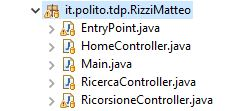 it.polito.tdp.RizziMatteo
EntryPoint.java
HomeController.java
Main.java
RicercaController.java
RicorsioneController.java